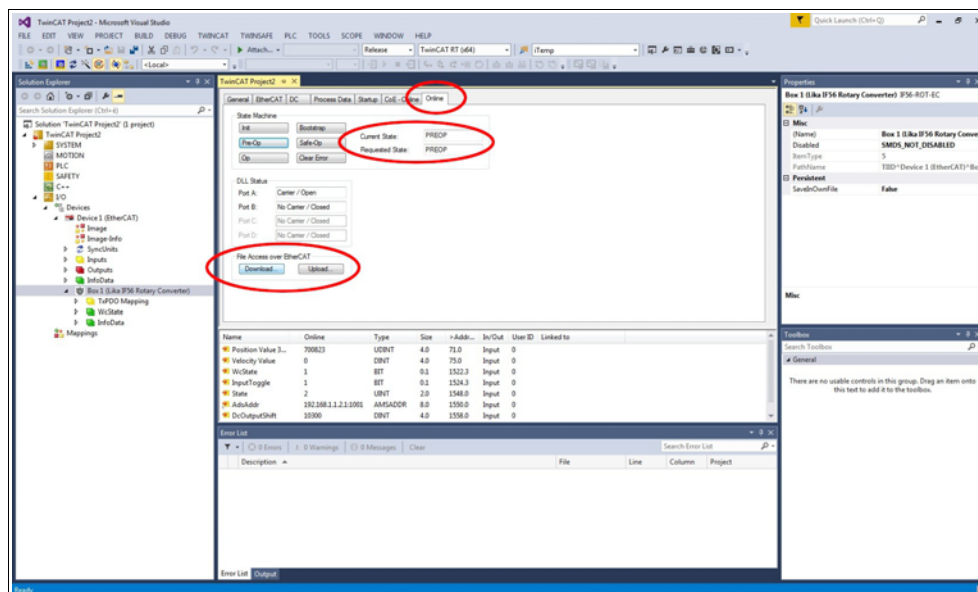 TwinCAT Project2 - Microsoft Visual Studio
Quick Launch (Ctrl+Q)
FILE EDIT VIEW PROJECT BUILD DEBUG TWINCAT TWINSAFE PLC TOOLS SCOPE WINDOW HELP
Attach... Release TwinCAT RT (x64) iTemp
<Local>
Solution Explorer
Search Solution Explorer (Ctrl+è)
Solution 'TwinCAT Project2' (1 project)
TwinCAT Project2
SYSTEM
MOTION
PLC
SAFETY
C++
I/O
Devices
Device 1 (EtherCAT)
Image
Image-Info
SyncUnits
Inputs
Outputs
InfoData
Box 1 (Lika IF56 Rotary Converter)
TxPDO Mapping
WcState
InfoData
Mappings
TwinCAT Project2
General EtherCAT DC Process Data Startup CoE - Online Online
State Machine
Init Bootstrap
Pre-Op Safe-Op
Op Clear Error
Current State: PREOP
Requested State: PREOP
DLL Status
Port A: Carrier / Open
Port B: No Carrier / Closed
Port C: No Carrier / Closed
Port D: No Carrier / Closed
File Access over EtherCAT
Download... Upload...
Name Online Type Size >Addr... In/Out User ID Linked to
Position Value 3... 700823 UDINT 4.0 71.0 Input 0
Velocity Value 0 DINT 4.0 75.0 Input 0
WcState 1 BIT 0.1 1522.3 Input 0
InputToggle 1 BIT 0.1 1524.3 Input 0
State 2 UINT 2.0 1548.0 Input 0
AdsAddr 192.168.1.1.2.1:1001 AMSADDR 8.0 1550.0 Input 0
DcOutputShift 10300 DINT 4.0 1558.0 Input 0
Error List
0 Errors 0 Warnings 0 Messages Clear
Search Error List
Description File Line Column Project
Error List Output
Ready
Properties
Box 1 (Lika IF56 Rotary Converter) IF56-ROT-EC
Misc
(Name) Box 1 (Lika IF56 Rotary Conve
Disabled SMDS_NOT_DISABLED
ItemType 5
PathName TIID^Device 1 (EtherCAT)^Bo
Persistent
SaveInOwnFile False
Misc
Toolbox
Search Toolbox
General
There are no usable controls in this group. Drag an item onto
this text to add it to the toolbox.